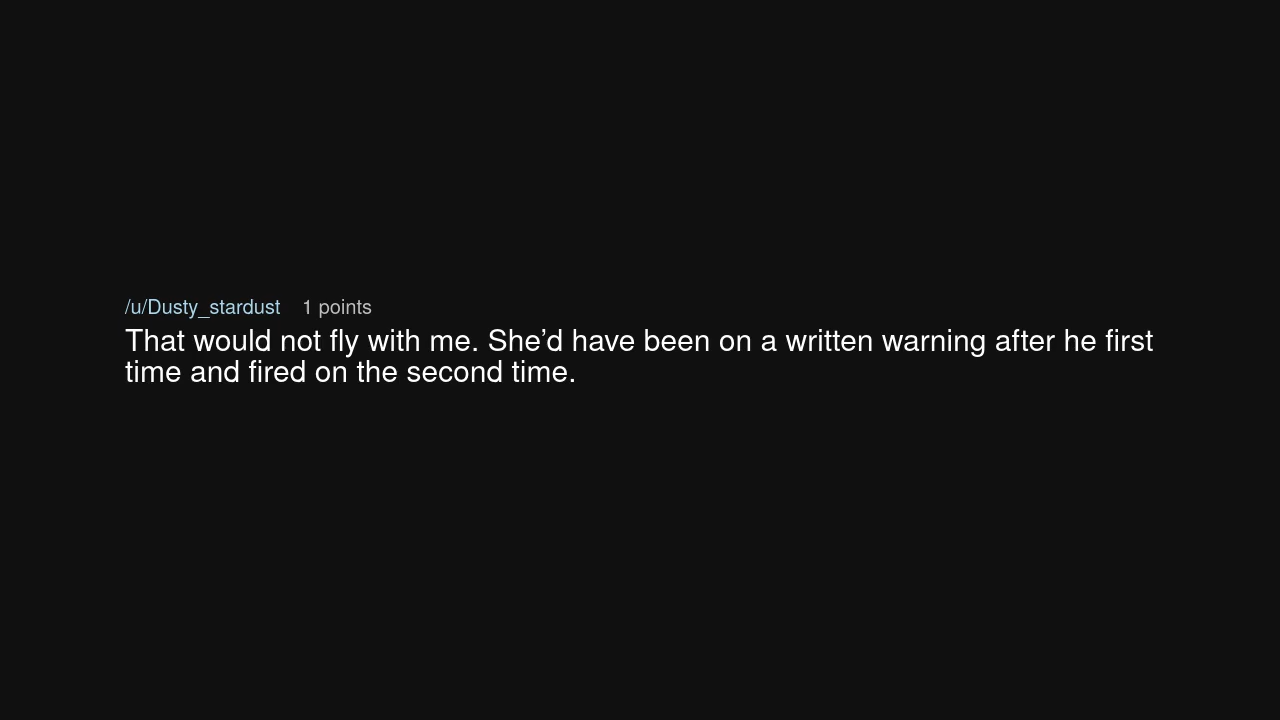 /u/Dusty_stardust 1 points
That would not fly with me. She’d have been on a written warning after he first
time and fired on the second time.